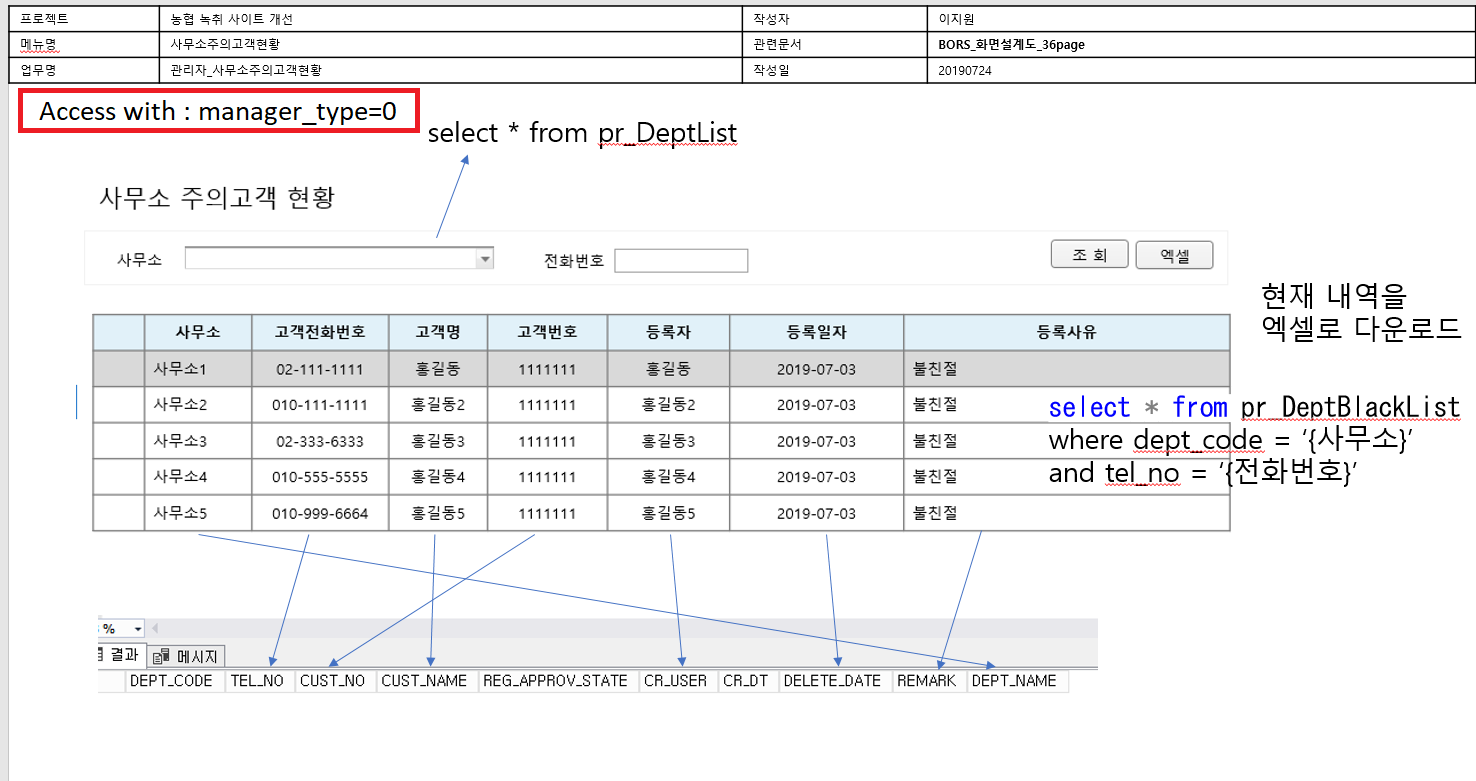 프로젝트 농협 녹취 사이트 개선 작성자 이지원
메뉴명 사무소주의고객현황 관련문서 BORS_화면설계도_36page
업무명 관리자_사무소주의고객현황 작성일 20190724
Access with : manager_type=0
select * from pr_DeptList
사무소 주의고객 현황
사무소 전화번호 조 회 엑셀
현재 내역을
엑셀로 다운로드
사무소 고객전화번호 고객명 고객번호 등록자 등록일자 등록사유
사무소1 02-111-1111 홍길동 1111111 홍길동 2019-07-03 불친절
사무소2 010-111-1111 홍길동2 1111111 홍길동2 2019-07-03 불친절
사무소3 02-333-6333 홍길동3 1111111 홍길동3 2019-07-03 불친절
사무소4 010-555-5555 홍길동4 1111111 홍길동4 2019-07-03 불친절
사무소5 010-999-6664 홍길동5 1111111 홍길동5 2019-07-03 불친절
select * from pr_DeptBlackList
where dept_code = ‘{사무소}’
and tel_no = ‘{전화번호}’
%
결과 메시지
DEPT_CODE TEL_NO CUST_NO CUST_NAME REG_APPROV_STATE CR_USER CR_DT DELETE_DATE REMARK DEPT_NAME